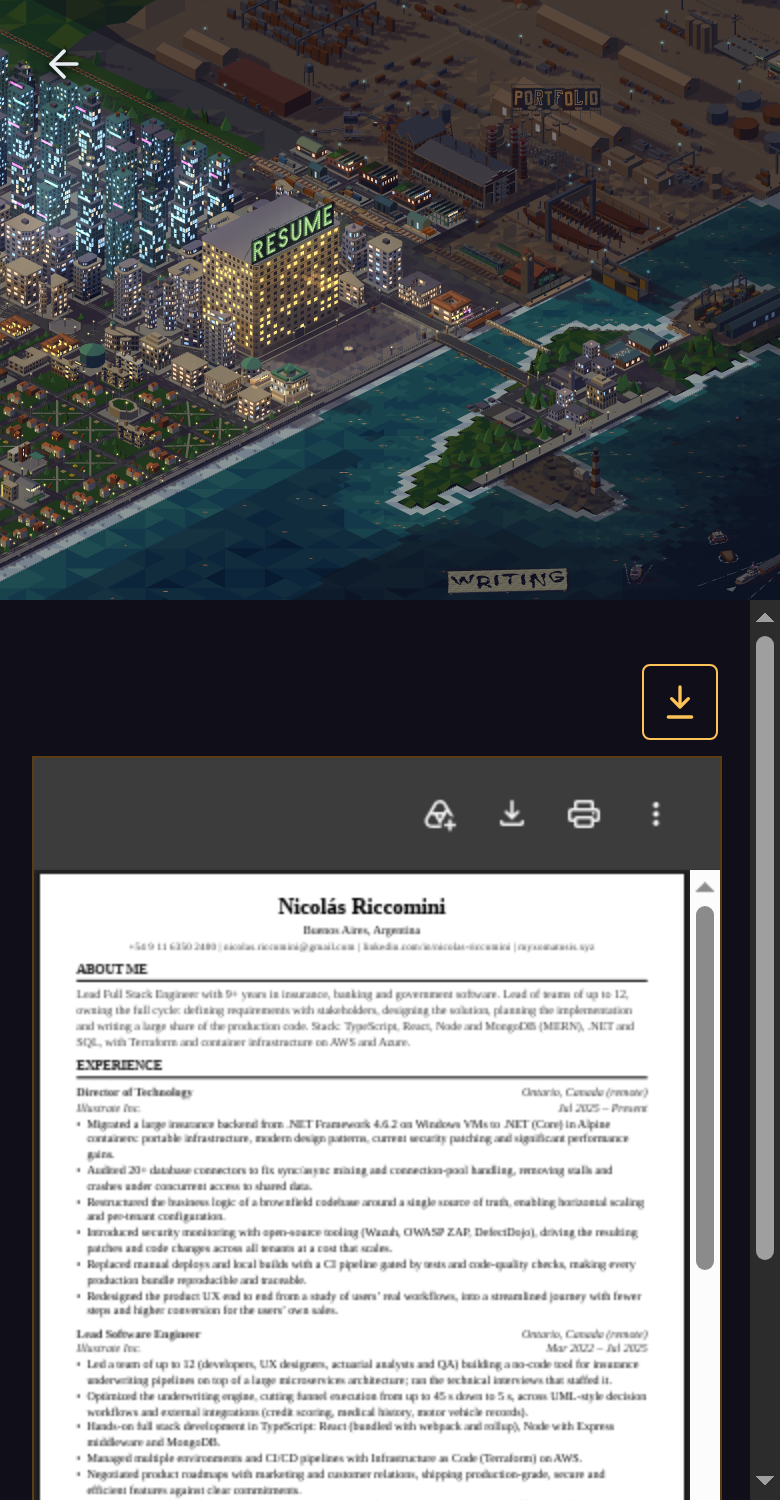 PORTFOLIO
RESUME
WRITING
Nicolás Riccomini
Buenos Aires, Argentina
+54 9 11 6350 2480 | nicolas.riccomini@gmail.com | linkedin.com/in/nicolas-riccomini | mysomatosis.xyz
ABOUT ME
Lead Full Stack Engineer with 9+ years in insurance, banking and government software. Lead of teams of up to 12,
owning the full cycle: defining requirements with stakeholders, designing the solution, planning the implementation
and writing a large share of the production code. Stack: TypeScript, React, Node and MongoDB (MERN), .NET and
SQL, with Terraform and container infrastructure on AWS and Azure.
EXPERIENCE
Director of Technology Ontario, Canada (remote)
Illustrate Inc. Jul 2025 – Present
• Migrated a large insurance backend from .NET Framework 4.6.2 on Windows VMs to .NET (Core) in Alpine
containers: portable infrastructure, modern design patterns, current security patching and significant performance
gains.
• Audited 20+ database connectors to fix sync/async mixing and connection-pool handling, removing stalls and
crashes under concurrent access to shared data.
• Restructured the business logic of a brownfield codebase around a single source of truth, enabling horizontal scaling
and per-tenant configuration.
• Introduced security monitoring with open-source tooling (Wazuh, OWASP ZAP, DefectDojo), driving the resulting
patches and code changes across all tenants at a cost that scales.
• Replaced manual deploys and local builds with a CI pipeline gated by tests and code-quality checks, making every
production bundle reproducible and traceable.
• Redesigned the product UX end to end from a study of users' real workflows, into a streamlined journey with fewer
steps and higher conversion for the users' own sales.
Lead Software Engineer Ontario, Canada (remote)
Illustrate Inc. Mar 2022 – Jul 2025
• Led a team of up to 12 (developers, UX designers, actuarial analysts and QA) building a no-code tool for insurance
underwriting pipelines on top of a large microservices architecture; ran the technical interviews that staffed it.
• Optimized the underwriting engine, cutting funnel execution from up to 45 s down to 5 s, across UML-style decision
workflows and external integrations (credit scoring, medical history, motor vehicle records).
• Hands-on full stack development in TypeScript: React (bundled with webpack and rollup), Node with Express
middleware and MongoDB.
• Managed multiple environments and CI/CD pipelines with Infrastructure as Code (Terraform) on AWS.
• Negotiated product roadmaps with marketing and customer relations, shipping production-grade, secure and
efficient features against clear commitments.